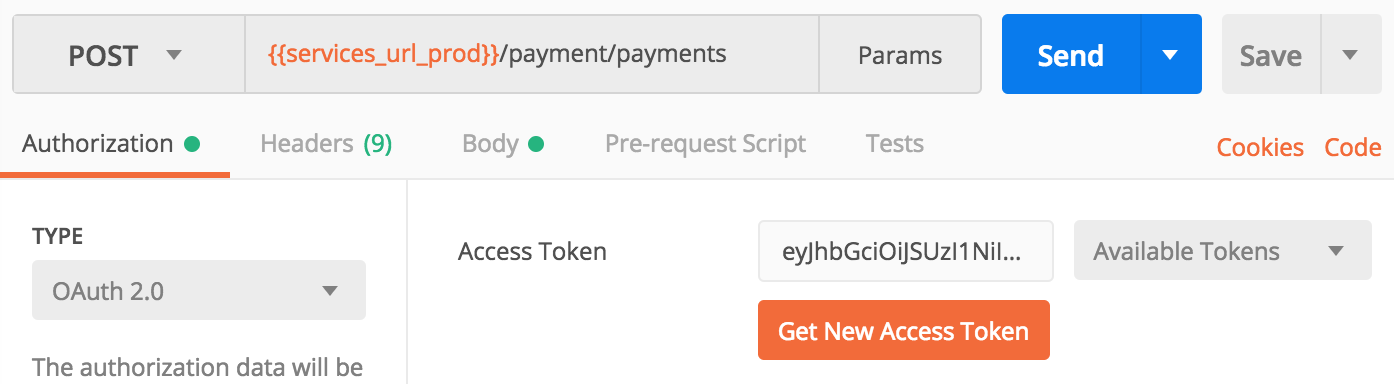 POST {{services_url_prod}}/payment/payments Params Send Save
Authorization Headers (9) Body Pre-request Script Tests Cookies Code
TYPE
Access Token eyJhbGciOiJSUzI1NiI... Available Tokens
OAuth 2.0
Get New Access Token
The authorization data will be